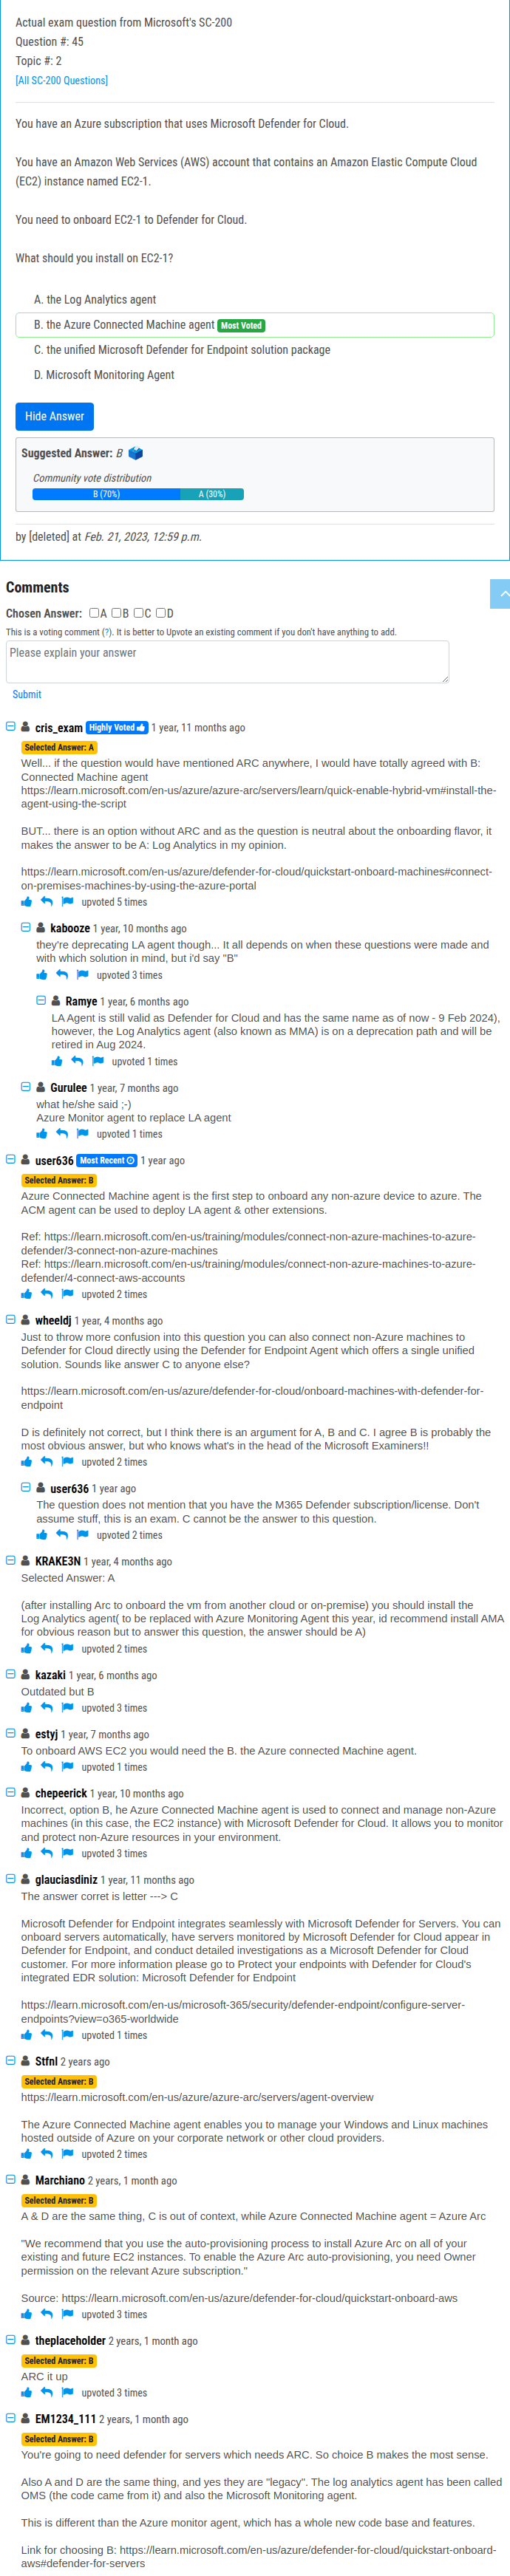 Actual exam question from Microsoft's SC-200
Question #: 45
Topic #: 2
[All SC-200 Questions]
You have an Azure subscription that uses Microsoft Defender for Cloud.
You have an Amazon Web Services (AWS) account that contains an Amazon Elastic Compute Cloud
(EC2) instance named EC2-1.
You need to onboard EC2-1 to Defender for Cloud.
What should you install on EC2-1?
A. the Log Analytics agent
B. the Azure Connected Machine agent Most Voted
C. the unified Microsoft Defender for Endpoint solution package
D. Microsoft Monitoring Agent
Hide Answer
Suggested Answer: B
Community vote distribution
B (70%) A (30%)
by [deleted] at Feb. 21, 2023, 12:59 p.m.
Comments
Chosen Answer: A B C D
This is a voting comment (?). It is better to Upvote an existing comment if you don't have anything to add.
Please explain your answer
Submit
cris_exam Highly Voted 1 year, 11 months ago
Selected Answer: A
Well... if the question would have mentioned ARC anywhere, I would have totally agreed with B:
Connected Machine agent
https://learn.microsoft.com/en-us/azure/azure-arc/servers/learn/quick-enable-hybrid-vm#install-the-
agent-using-the-script
BUT... there is an option without ARC and as the question is neutral about the onboarding flavor, it
makes the answer to be A: Log Analytics in my opinion.
https://learn.microsoft.com/en-us/azure/defender-for-cloud/quickstart-onboard-machines#connect-
on-premises-machines-by-using-the-azure-portal
upvoted 5 times
kabooze 1 year, 10 months ago
they're deprecating LA agent though... It all depends on when these questions were made and
with which solution in mind, but i'd say "B"
upvoted 3 times
Ramye 1 year, 6 months ago
LA Agent is still valid as Defender for Cloud and has the same name as of now - 9 Feb 2024),
however, the Log Analytics agent (also known as MMA) is on a deprecation path and will be
retired in Aug 2024.
upvoted 1 times
Gurulee 1 year, 7 months ago
what he/she said ;-)
Azure Monitor agent to replace LA agent
upvoted 1 times
user636 Most Recent 1 year ago
Selected Answer: B
Azure Connected Machine agent is the first step to onboard any non-azure device to azure. The
ACM agent can be used to deploy LA agent & other extensions.
Ref: https://learn.microsoft.com/en-us/training/modules/connect-non-azure-machines-to-azure-
defender/3-connect-non-azure-machines
Ref: https://learn.microsoft.com/en-us/training/modules/connect-non-azure-machines-to-azure-
defender/4-connect-aws-accounts
upvoted 2 times
wheeldj 1 year, 4 months ago
Just to throw more confusion into this question you can also connect non-Azure machines to
Defender for Cloud directly using the Defender for Endpoint Agent which offers a single unified
solution. Sounds like answer C to anyone else?
https://learn.microsoft.com/en-us/azure/defender-for-cloud/onboard-machines-with-defender-for-
endpoint
D is definitely not correct, but I think there is an argument for A, B and C. I agree B is probably the
most obvious answer, but who knows what's in the head of the Microsoft Examiners!!
upvoted 2 times
user636 1 year ago
The question does not mention that you have the M365 Defender subscription/license. Don't
assume stuff, this is an exam. C cannot be the answer to this question.
upvoted 2 times
KRAKE3N 1 year, 4 months ago
Selected Answer: A
(after installing Arc to onboard the vm from another cloud or on-premise) you should install the
Log Analytics agent( to be replaced with Azure Monitoring Agent this year, id recommend install AMA
for obvious reason but to answer this question, the answer should be A)
upvoted 2 times
kazaki 1 year, 6 months ago
Outdated but B
upvoted 3 times
estyj 1 year, 7 months ago
To onboard AWS EC2 you would need the B. the Azure connected Machine agent.
upvoted 1 times
chepeerick 1 year, 10 months ago
Incorrect, option B, he Azure Connected Machine agent is used to connect and manage non-Azure
machines (in this case, the EC2 instance) with Microsoft Defender for Cloud. It allows you to monitor
and protect non-Azure resources in your environment.
upvoted 3 times
glauciasdiniz 1 year, 11 months ago
The answer corret is letter ---> C
Microsoft Defender for Endpoint integrates seamlessly with Microsoft Defender for Servers. You can
onboard servers automatically, have servers monitored by Microsoft Defender for Cloud appear in
Defender for Endpoint, and conduct detailed investigations as a Microsoft Defender for Cloud
customer. For more information please go to Protect your endpoints with Defender for Cloud's
integrated EDR solution: Microsoft Defender for Endpoint
https://learn.microsoft.com/en-us/microsoft-365/security/defender-endpoint/configure-server-
endpoints?view=o365-worldwide
upvoted 1 times
Stfnl 2 years ago
Selected Answer: B
https://learn.microsoft.com/en-us/azure/azure-arc/servers/agent-overview
The Azure Connected Machine agent enables you to manage your Windows and Linux machines
hosted outside of Azure on your corporate network or other cloud providers.
upvoted 2 times
Marchiano 2 years, 1 month ago
Selected Answer: B
A & D are the same thing, C is out of context, while Azure Connected Machine agent = Azure Arc
"We recommend that you use the auto-provisioning process to install Azure Arc on all of your
existing and future EC2 instances. To enable the Azure Arc auto-provisioning, you need Owner
permission on the relevant Azure subscription."
Source: https://learn.microsoft.com/en-us/azure/defender-for-cloud/quickstart-onboard-aws
upvoted 3 times
theplaceholder 2 years, 1 month ago
Selected Answer: B
ARC it up
upvoted 3 times
EM1234_111 2 years, 1 month ago
Selected Answer: B
You're going to need defender for servers which needs ARC. So choice B makes the most sense.
Also A and D are the same thing, and yes they are "legacy". The log analytics agent has been called
OMS (the code came from it) and also the Microsoft Monitoring agent.
This is different than the Azure monitor agent, which has a whole new code base and features.
Link for choosing B: https://learn.microsoft.com/en-us/azure/defender-for-cloud/quickstart-onboard-
aws#defender-for-servers